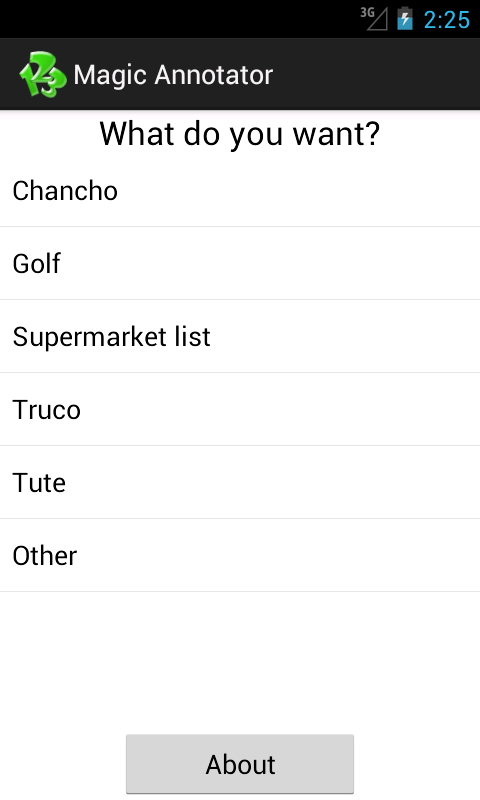 3G
2:25
Magic Annotator
What do you want?
Chancho
Golf
Supermarket list
Truco
Tute
Other
About